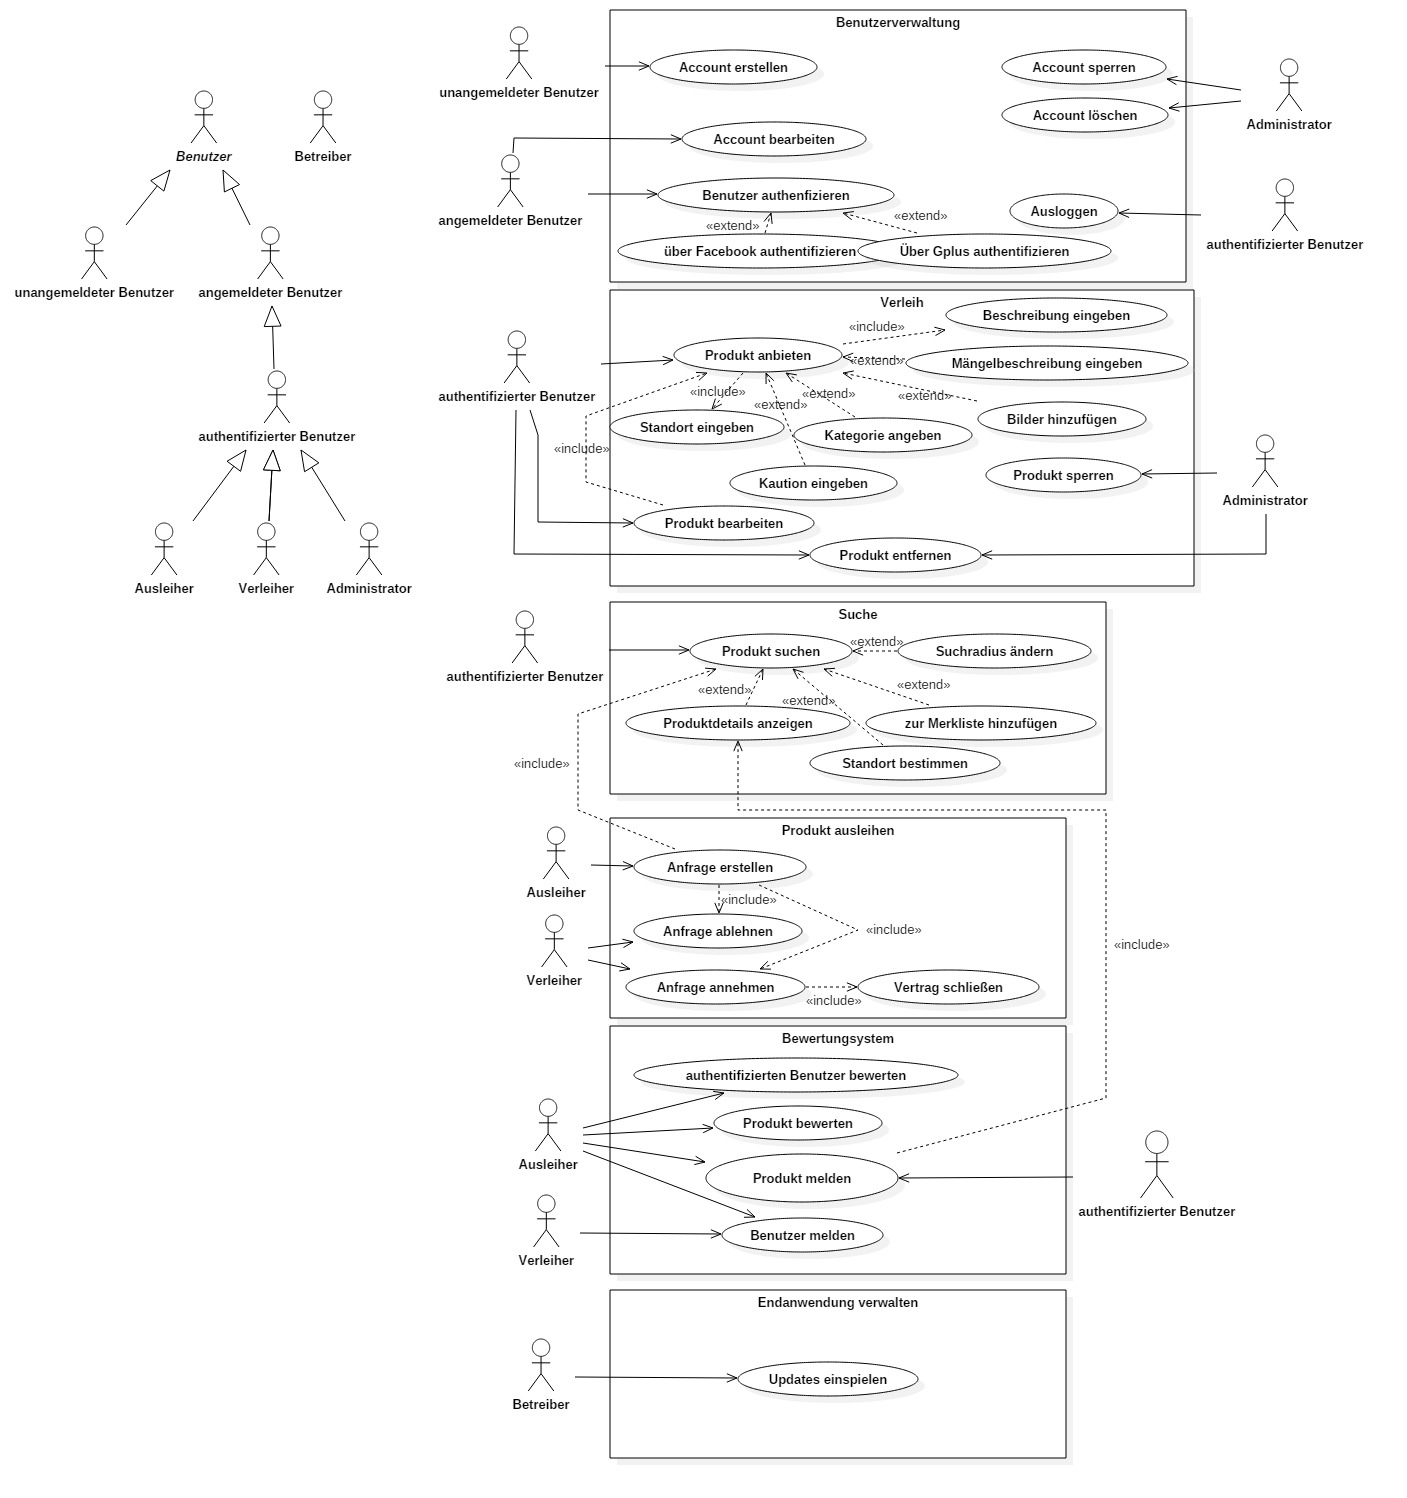 Benutzer
Betreiber
unangemeldeter Benutzer
angemeldeter Benutzer
authentifizierter Benutzer
Ausleiher
Verleiher
Administrator
Benutzerverwaltung
unangemeldeter Benutzer
Account erstellen
Account sperren
Account löschen
Administrator
Account bearbeiten
angemeldeter Benutzer
Benutzer authenfizieren
Ausloggen
authentifizierter Benutzer
«extend»
«extend»
über Facebook authentifizieren
Über Gplus authentifizieren
Verleih
Beschreibung eingeben
«include»
Produkt anbieten
«extend»
Mängelbeschreibung eingeben
authentifizierter Benutzer
«include»
«extend»
«extend»
«extend»
Bilder hinzufügen
Standort eingeben
Kategorie angeben
«include»
Kaution eingeben
Produkt sperren
Administrator
Produkt bearbeiten
Produkt entfernen
Suche
authentifizierter Benutzer
Produkt suchen
«extend»
Suchradius ändern
«extend»
«extend»
«extend»
Produktdetails anzeigen
zur Merkliste hinzufügen
Standort bestimmen
«include»
Produkt ausleihen
Ausleiher
Anfrage erstellen
«include»
«include»
Anfrage ablehnen
«include»
Verleiher
Anfrage annehmen
«include»
Vertrag schließen
Bewertungsystem
authentifizierten Benutzer bewerten
Produkt bewerten
Ausleiher
Produkt melden
authentifizierter Benutzer
Benutzer melden
Verleiher
Endanwendung verwalten
Betreiber
Updates einspielen